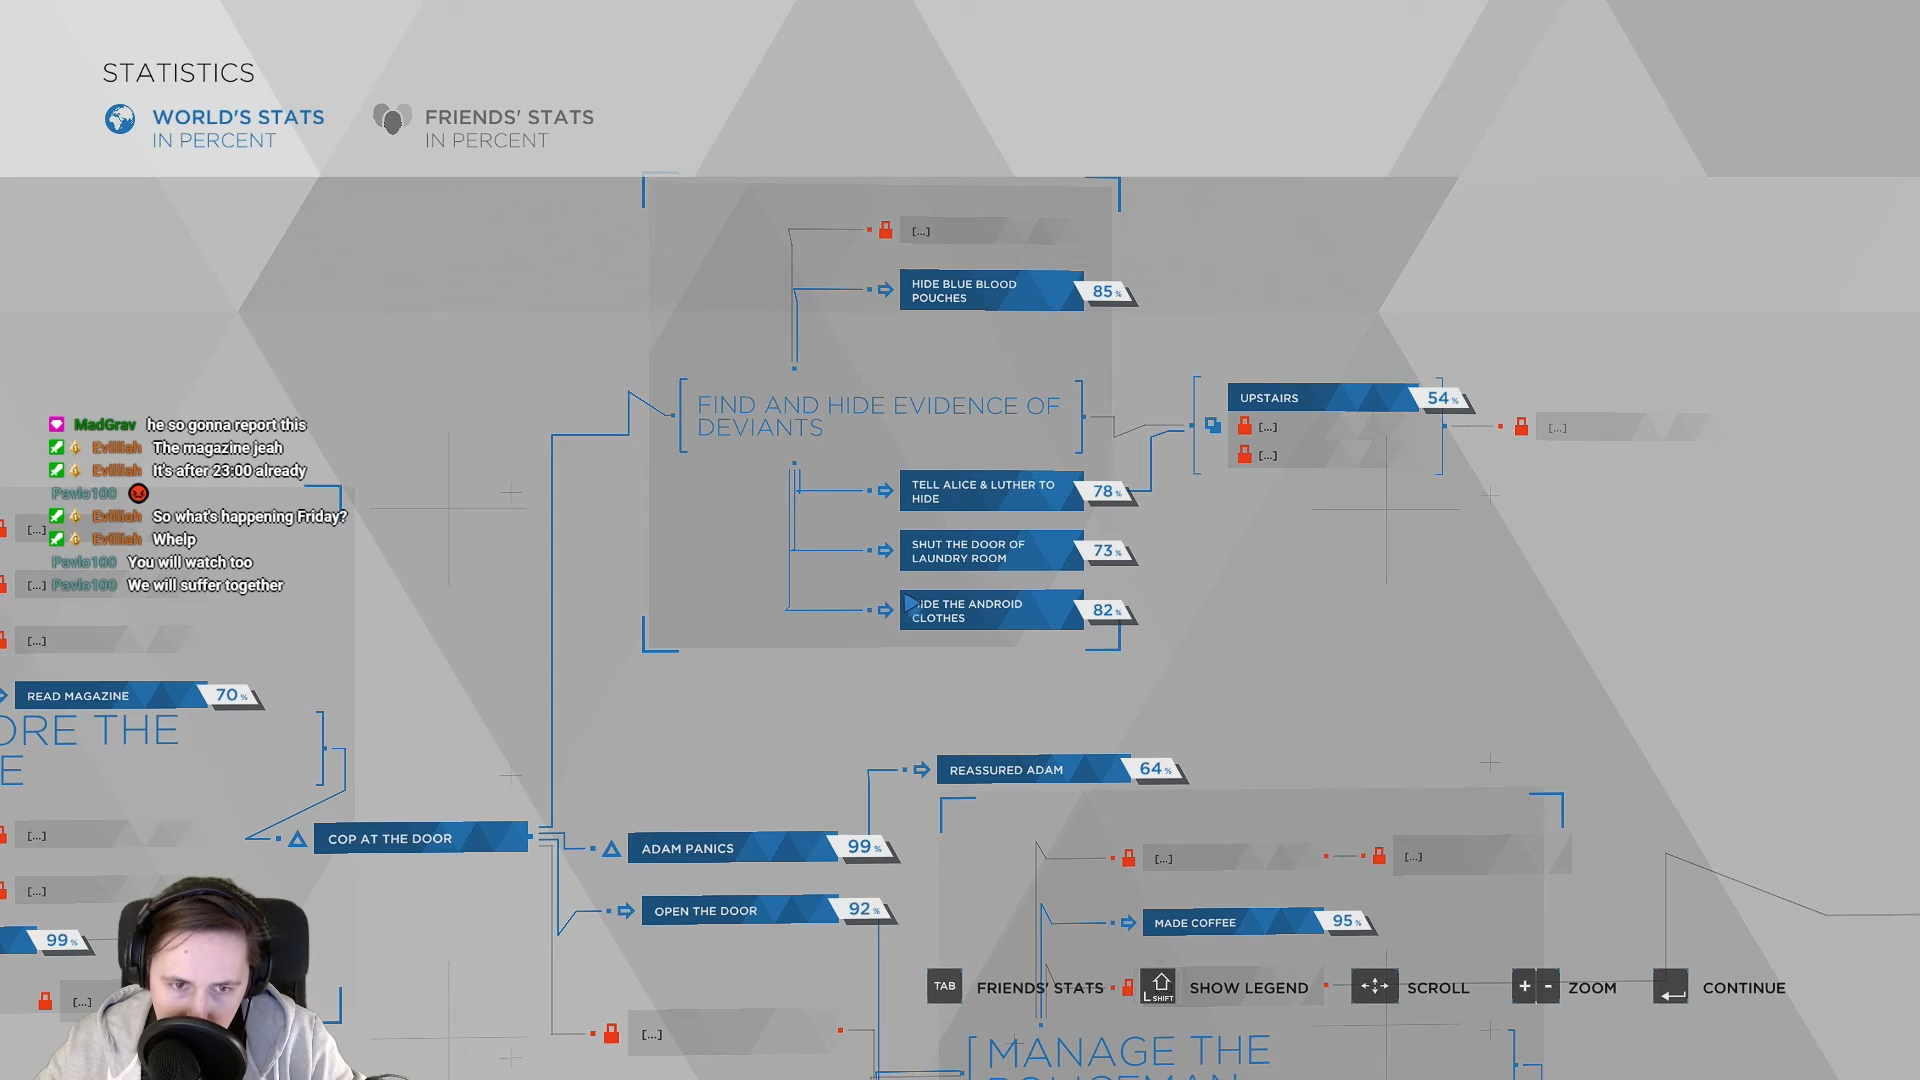 STATISTICS
WORLD'S STATS
IN PERCENT
FRIENDS' STATS
IN PERCENT
[...]
HIDE BLUE BLOOD
POUCHES
85%
FIND AND HIDE EVIDENCE OF
DEVIANTS
UPSTAIRS
54%
[...]
[...]
[...]
TELL ALICE & LUTHER TO
HIDE
78%
SHUT THE DOOR OF
LAUNDRY ROOM
73%
IDE THE ANDROID
CLOTHES
82%
MadGrav he so gonna report this
Evilliah The magazine jeah
Evilliah It's after 23:00 already
Pavlo100
Evilliah So what's happening Friday?
Evilliah Whelp
Pavlo100 You will watch too
Pavlo100 We will suffer together
[...]
[...]
[...]
READ MAGAZINE
70%
ORE THE
E
[...]
[...]
99%
[...]
COP AT THE DOOR
ADAM PANICS
99%
OPEN THE DOOR
92%
[...]
REASSURED ADAM
64%
[...]
[...]
MADE COFFEE
95%
TAB FRIENDS' STATS
L SHIFT SHOW LEGEND
SCROLL
+ - ZOOM
CONTINUE
MANAGE THE
POLICEMAN